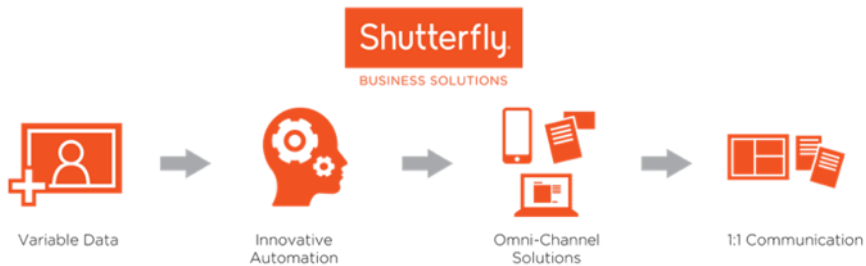 Shutterfly.
BUSINESS SOLUTIONS
Variable Data
Innovative
Automation
Omni-Channel
Solutions
1:1 Communication